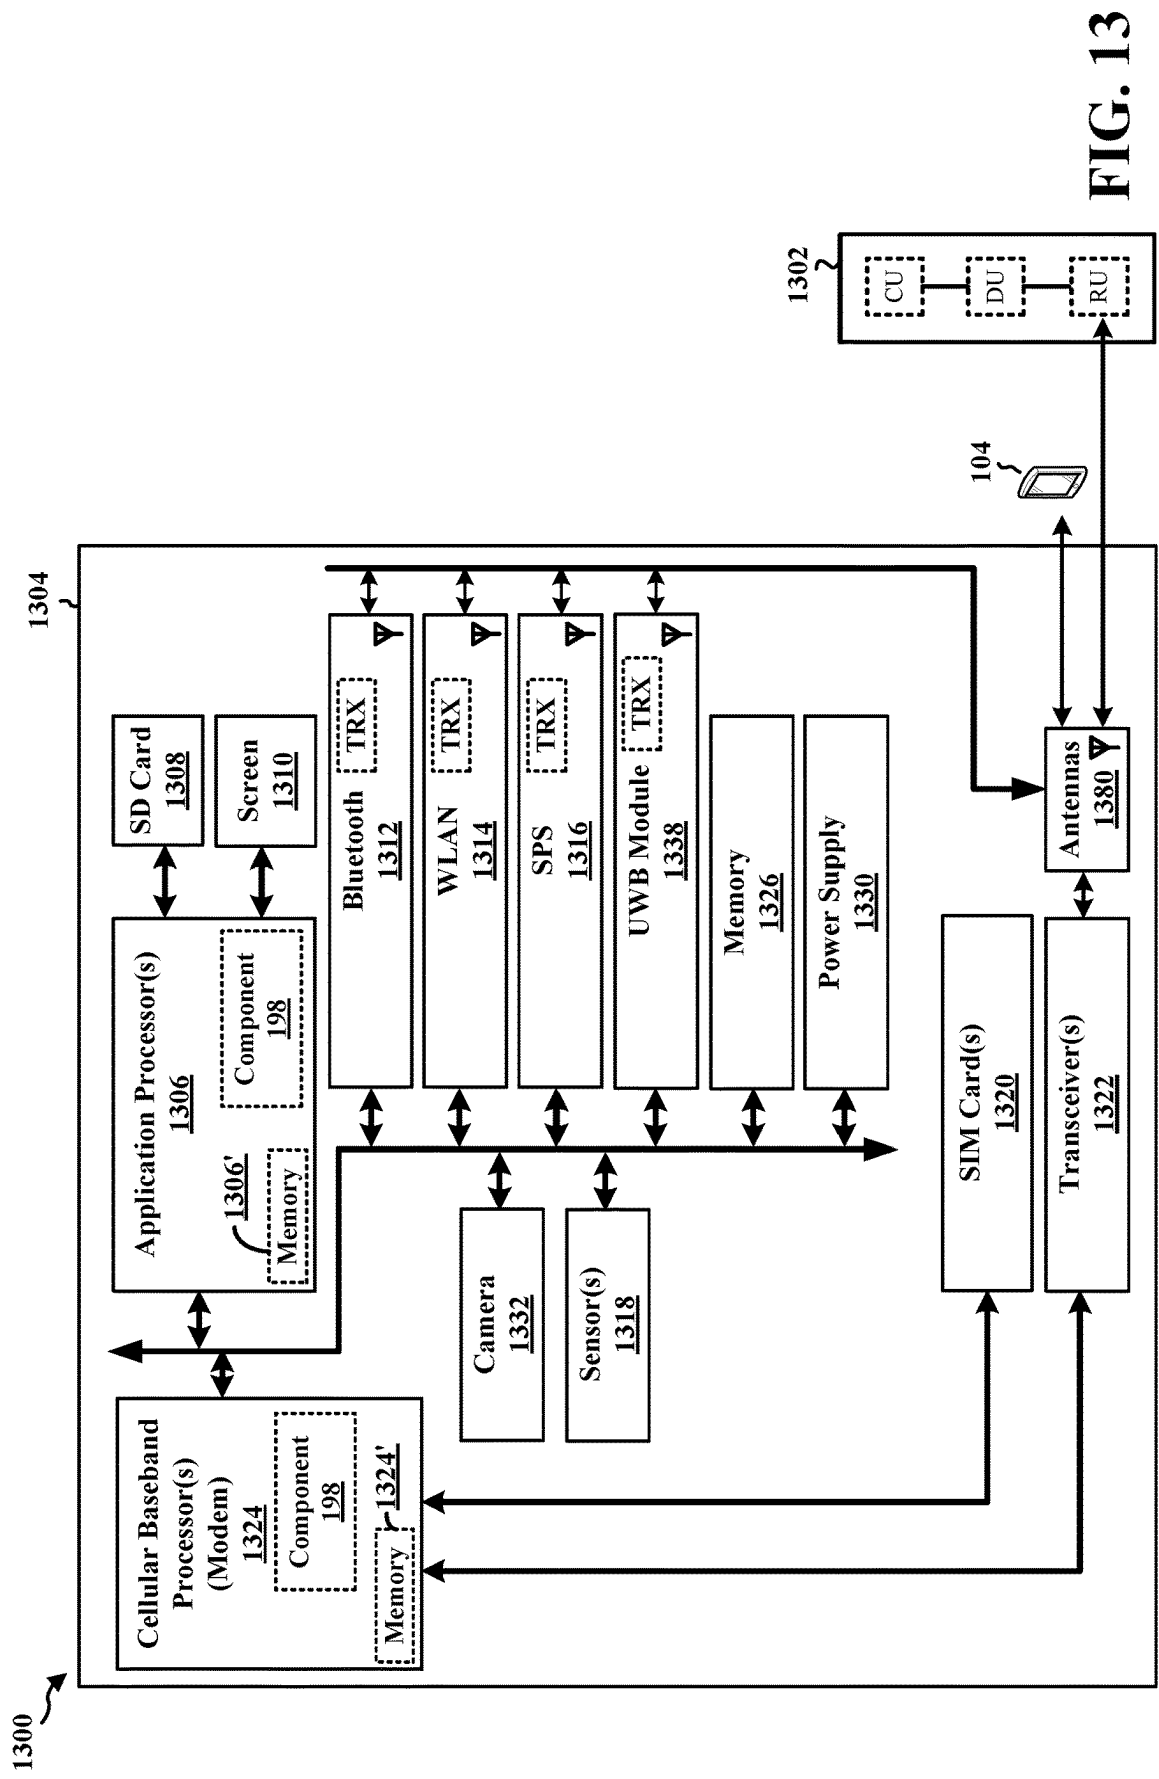 1300
1304
Cellular Baseband
Processor(s)
(Modem)
1324
Component
198
Memory
1324'
Application Processor(s)
1306
1306'
Memory
Component
198
SD Card
1308
Screen
1310
Camera
1332
Sensor(s)
1318
Bluetooth
1312
TRX
WLAN
1314
TRX
SPS
1316
TRX
UWB Module
1338
TRX
Memory
1326
Power Supply
1330
SIM Card(s)
1320
Transceiver(s)
1322
Antennas
1380
104
1302
CU
DU
RU
FIG. 13